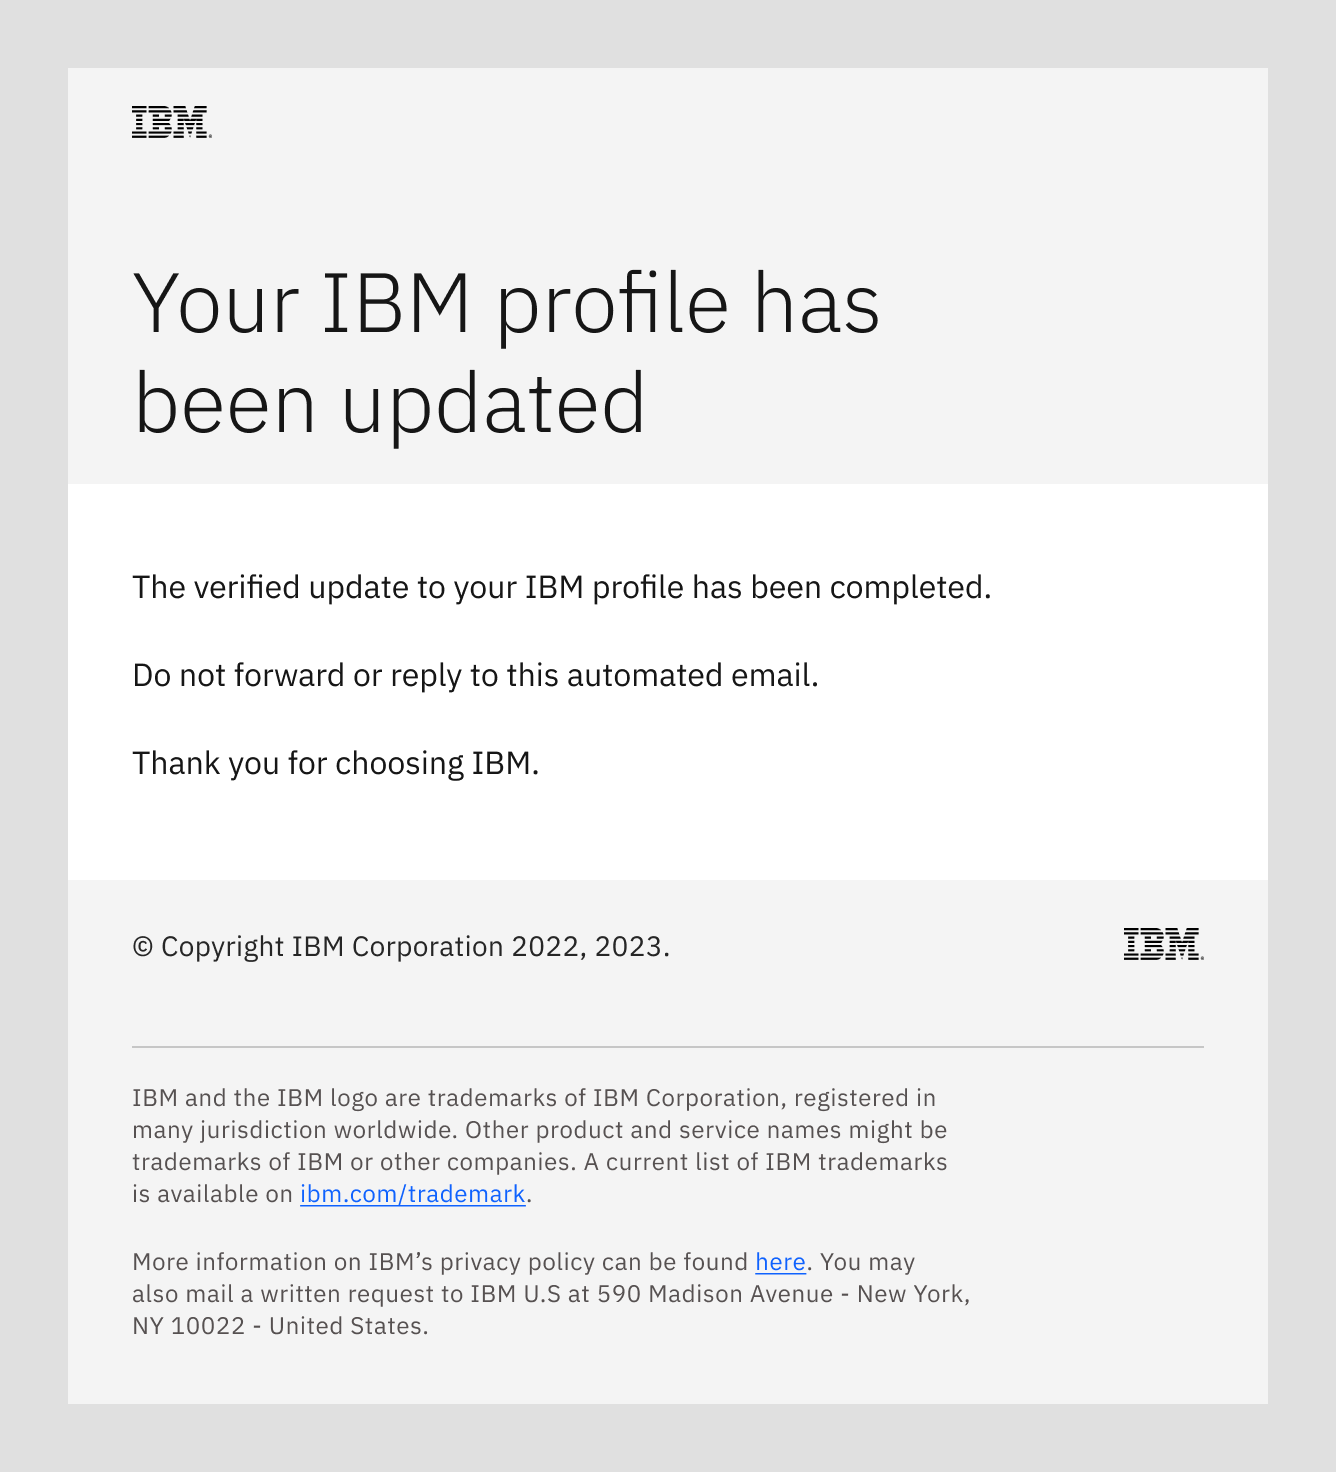 IBM
Your IBM profile has
been updated
The verified update to your IBM profile has been completed.
Do not forward or reply to this automated email.
Thank you for choosing IBM.
© Copyright IBM Corporation 2022, 2023.
IBM
IBM and the IBM logo are trademarks of IBM Corporation, registered in
many jurisdiction worldwide. Other product and service names might be
trademarks of IBM or other companies. A current list of IBM trademarks
is available on ibm.com/trademark.
More information on IBM’s privacy policy can be found here. You may
also mail a written request to IBM U.S at 590 Madison Avenue - New York,
NY 10022 - United States.